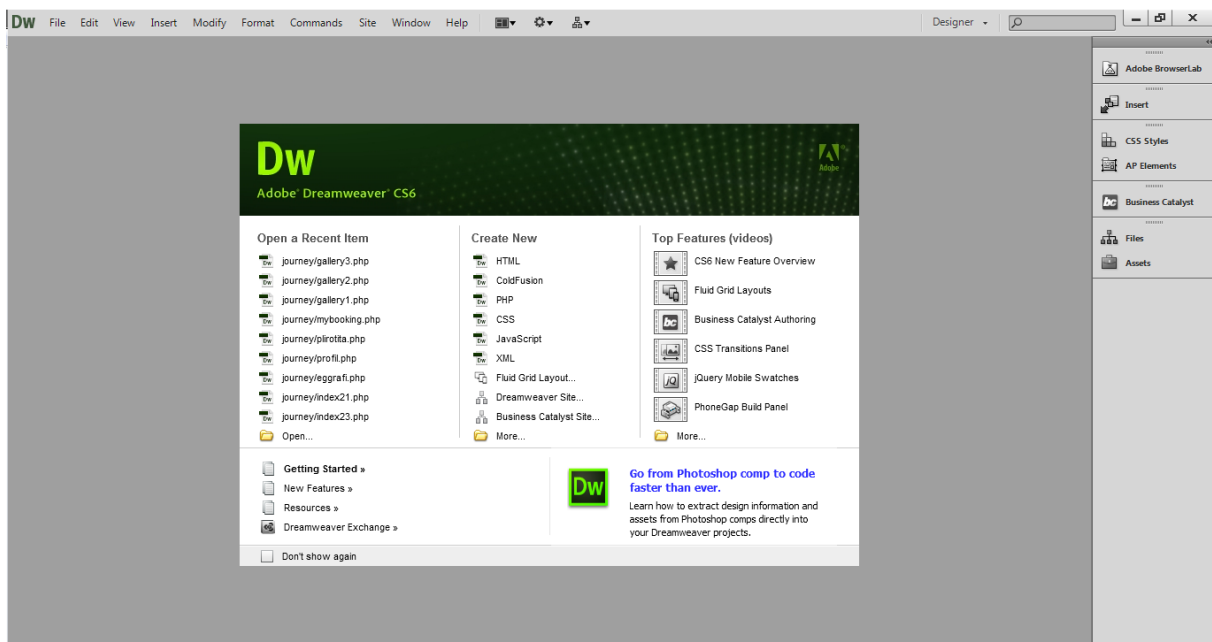 Dw File Edit View Insert Modify Format Commands Site Window Help Designer
Dw
Adobe® Dreamweaver® CS6
Adobe®
Open a Recent Item
journey/gallery3.php
journey/gallery2.php
journey/gallery1.php
journey/mybooking.php
journey/plirotita.php
journey/profil.php
journey/eggrafi.php
journey/index21.php
journey/index23.php
Open...
Create New
HTML
ColdFusion
PHP
CSS
JavaScript
XML
Fluid Grid Layout...
Dreamweaver Site...
Business Catalyst Site...
More...
Top Features (videos)
CS6 New Feature Overview
Fluid Grid Layouts
Business Catalyst Authoring
CSS Transitions Panel
jQuery Mobile Swatches
PhoneGap Build Panel
More...
Getting Started »
New Features »
Resources »
Dreamweaver Exchange »
Dw
Go from Photoshop comp to code
faster than ever.
Learn how to extract design information and
assets from Photoshop comps directly into
your Dreamweaver projects.
Don't show again
Adobe BrowserLab
Insert
CSS Styles
AP Elements
Business Catalyst
Files
Assets